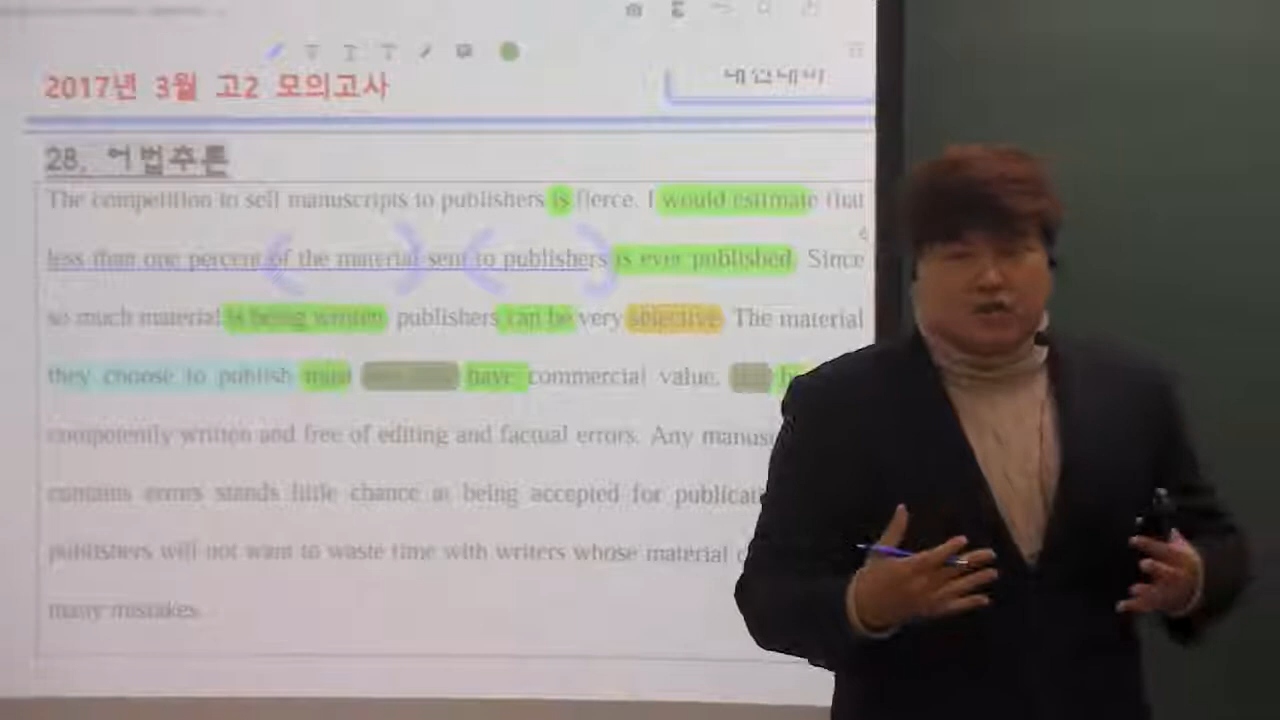 2017년 3월 고2 모의고사
28. 어법추론
The competition to sell manuscripts to publishers is fierce. I would estimate that
less than one percent of the material sent to publishers is ever published. Since
so much material is being written, publishers can be very selective. The material
they choose to publish must have commercial value,
competently written and free of editing and factual errors. Any
contains errors stands little chance at being accepted for
publishers will not want to waste time with writers whose material
many mistakes.